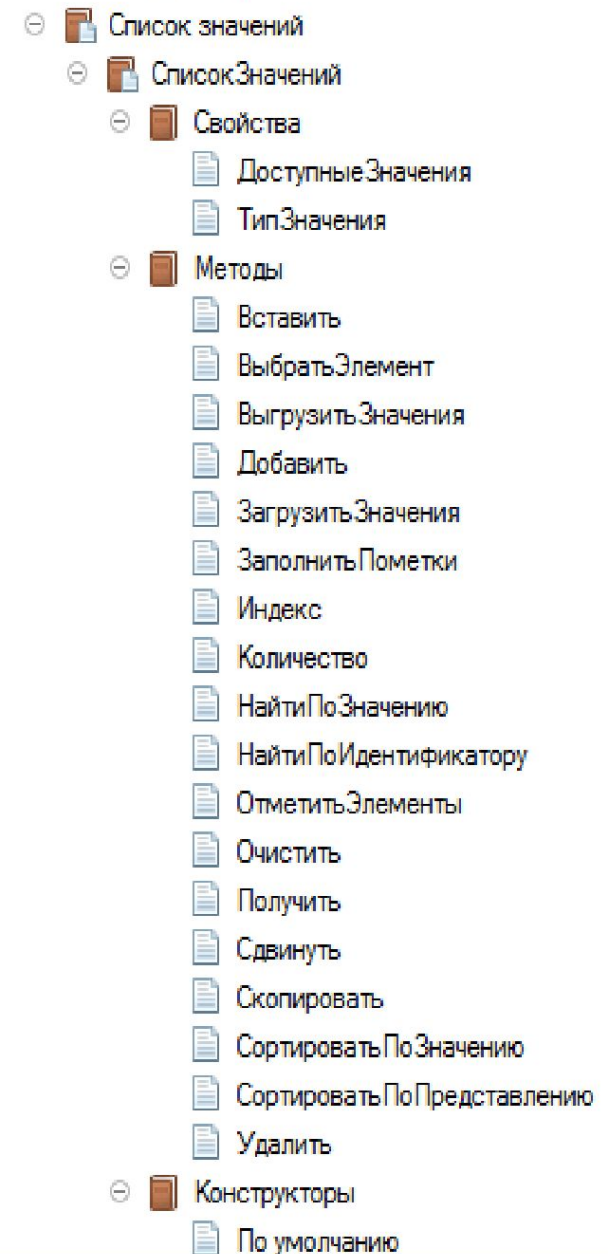 Список значений
СписокЗначений
Свойства
ДоступныеЗначения
ТипЗначения
Методы
Вставить
ВыбратьЭлемент
ВыгрузитьЗначения
Добавить
ЗагрузитьЗначения
ЗаполнитьПометки
Индекс
Количество
НайтиПоЗначению
НайтиПоИдентификатору
ОтметитьЭлементы
Очистить
Получить
Сдвинуть
Скопировать
СортироватьПоЗначению
СортироватьПоПредставлению
Удалить
Конструкторы
По умолчанию